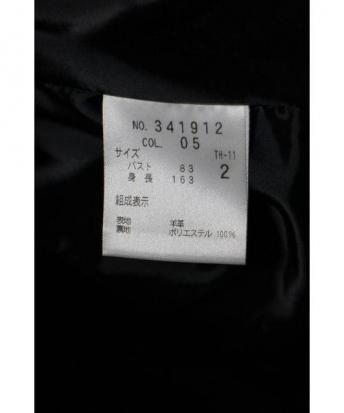 NO. 341912
COL. 05
サイズ TH-11
バスト 83 2
身長 163
組成表示
表地 羊革
裏地 ポリエステル 100%